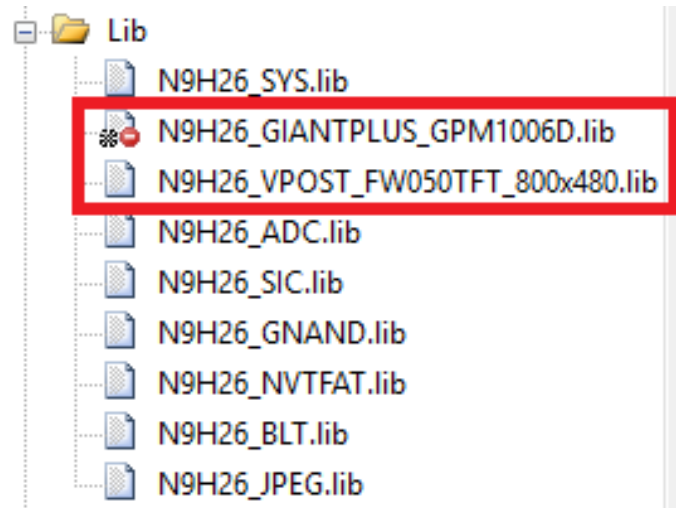 Lib
N9H26_SYS.lib
N9H26_GIANTPLUS_GPM1006D.lib
N9H26_VPOST_FW050TFT_800x480.lib
N9H26_ADC.lib
N9H26_SIC.lib
N9H26_GNAND.lib
N9H26_NVTFAT.lib
N9H26_BLT.lib
N9H26_JPEG.lib